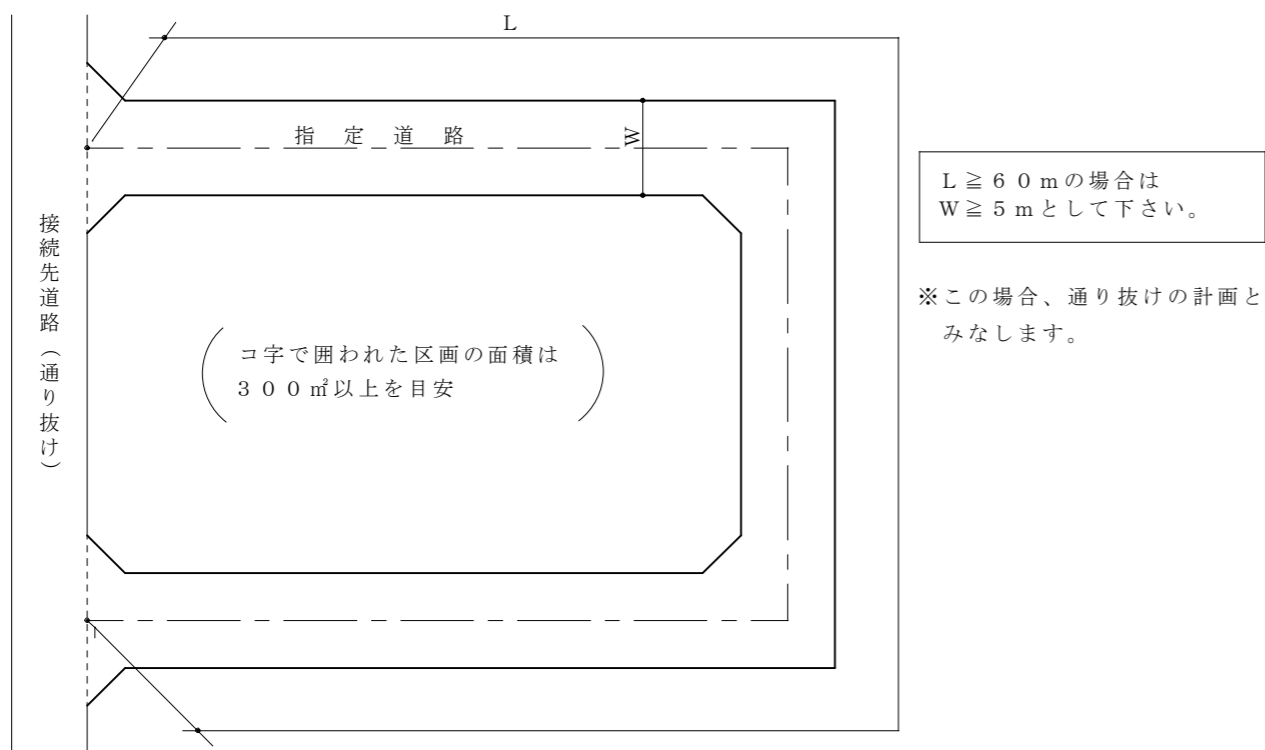 L
指定道路
W
L≧60mの場合は
W≧5mとして下さい。
※この場合、通り抜けの計画と
みなします。
接続先道路(通り抜け)
コ字で囲われた区画の面積は
300㎡以上を目安